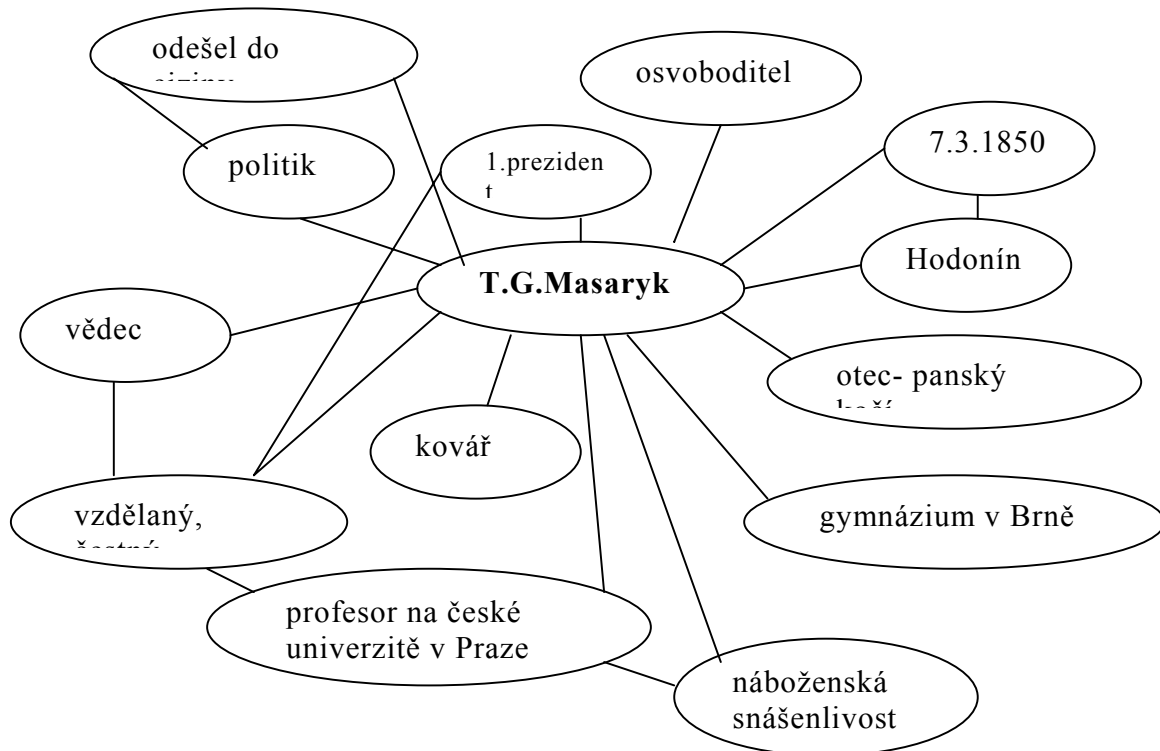 odešel do
osvoboditel
7.3.1850
politik
1.preziden
t
Hodonín
T.G.Masaryk
vědec
otec- panský
kovář
vzdělaný,
gymnázium v Brně
profesor na české
univerzitě v Praze
náboženská
snášenlivost